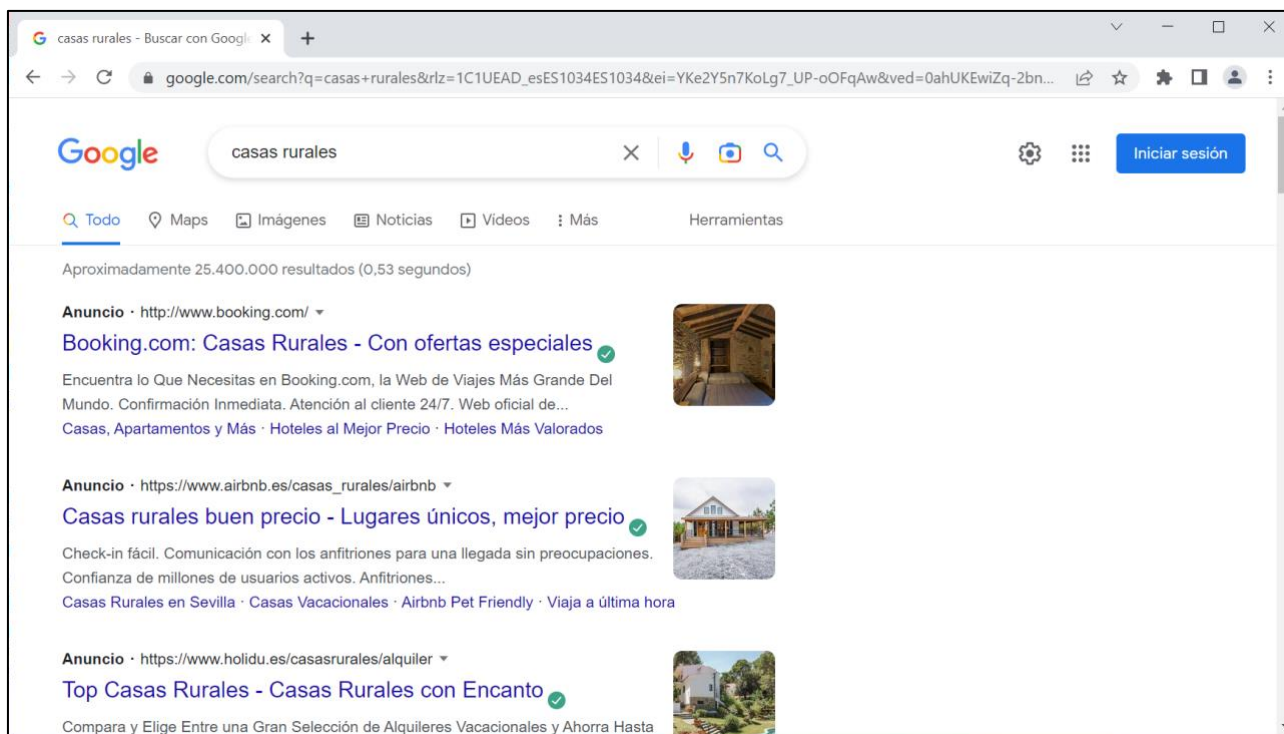 casas rurales - Buscar con Googl
google.com/search?q=casas+rurales&rlz=1C1UEAD_esES1034ES1034&ei=YKe2Y5n7KoLg7_UP-oOFqAw&ved=0ahUKEwiZq-2bn...
Google
casas rurales
Iniciar sesión
Todo Maps Imágenes Noticias Vídeos Más Herramientas
Aproximadamente 25.400.000 resultados (0,53 segundos)
Anuncio · http://www.booking.com/
Booking.com: Casas Rurales - Con ofertas especiales
Encuentra lo Que Necesitas en Booking.com, la Web de Viajes Más Grande Del
Mundo. Confirmación Inmediata. Atención al cliente 24/7. Web oficial de...
Casas, Apartamentos y Más · Hoteles al Mejor Precio · Hoteles Más Valorados
Anuncio · https://www.airbnb.es/casas_rurales/airbnb
Casas rurales buen precio - Lugares únicos, mejor precio
Check-in fácil. Comunicación con los anfitriones para una llegada sin preocupaciones.
Confianza de millones de usuarios activos. Anfitriones...
Casas Rurales en Sevilla · Casas Vacacionales · Airbnb Pet Friendly · Viaja a última hora
Anuncio · https://www.holidu.es/casasrurales/alquiler
Top Casas Rurales - Casas Rurales con Encanto
Compara y Elige Entre una Gran Selección de Alquileres Vacacionales y Ahorra Hasta